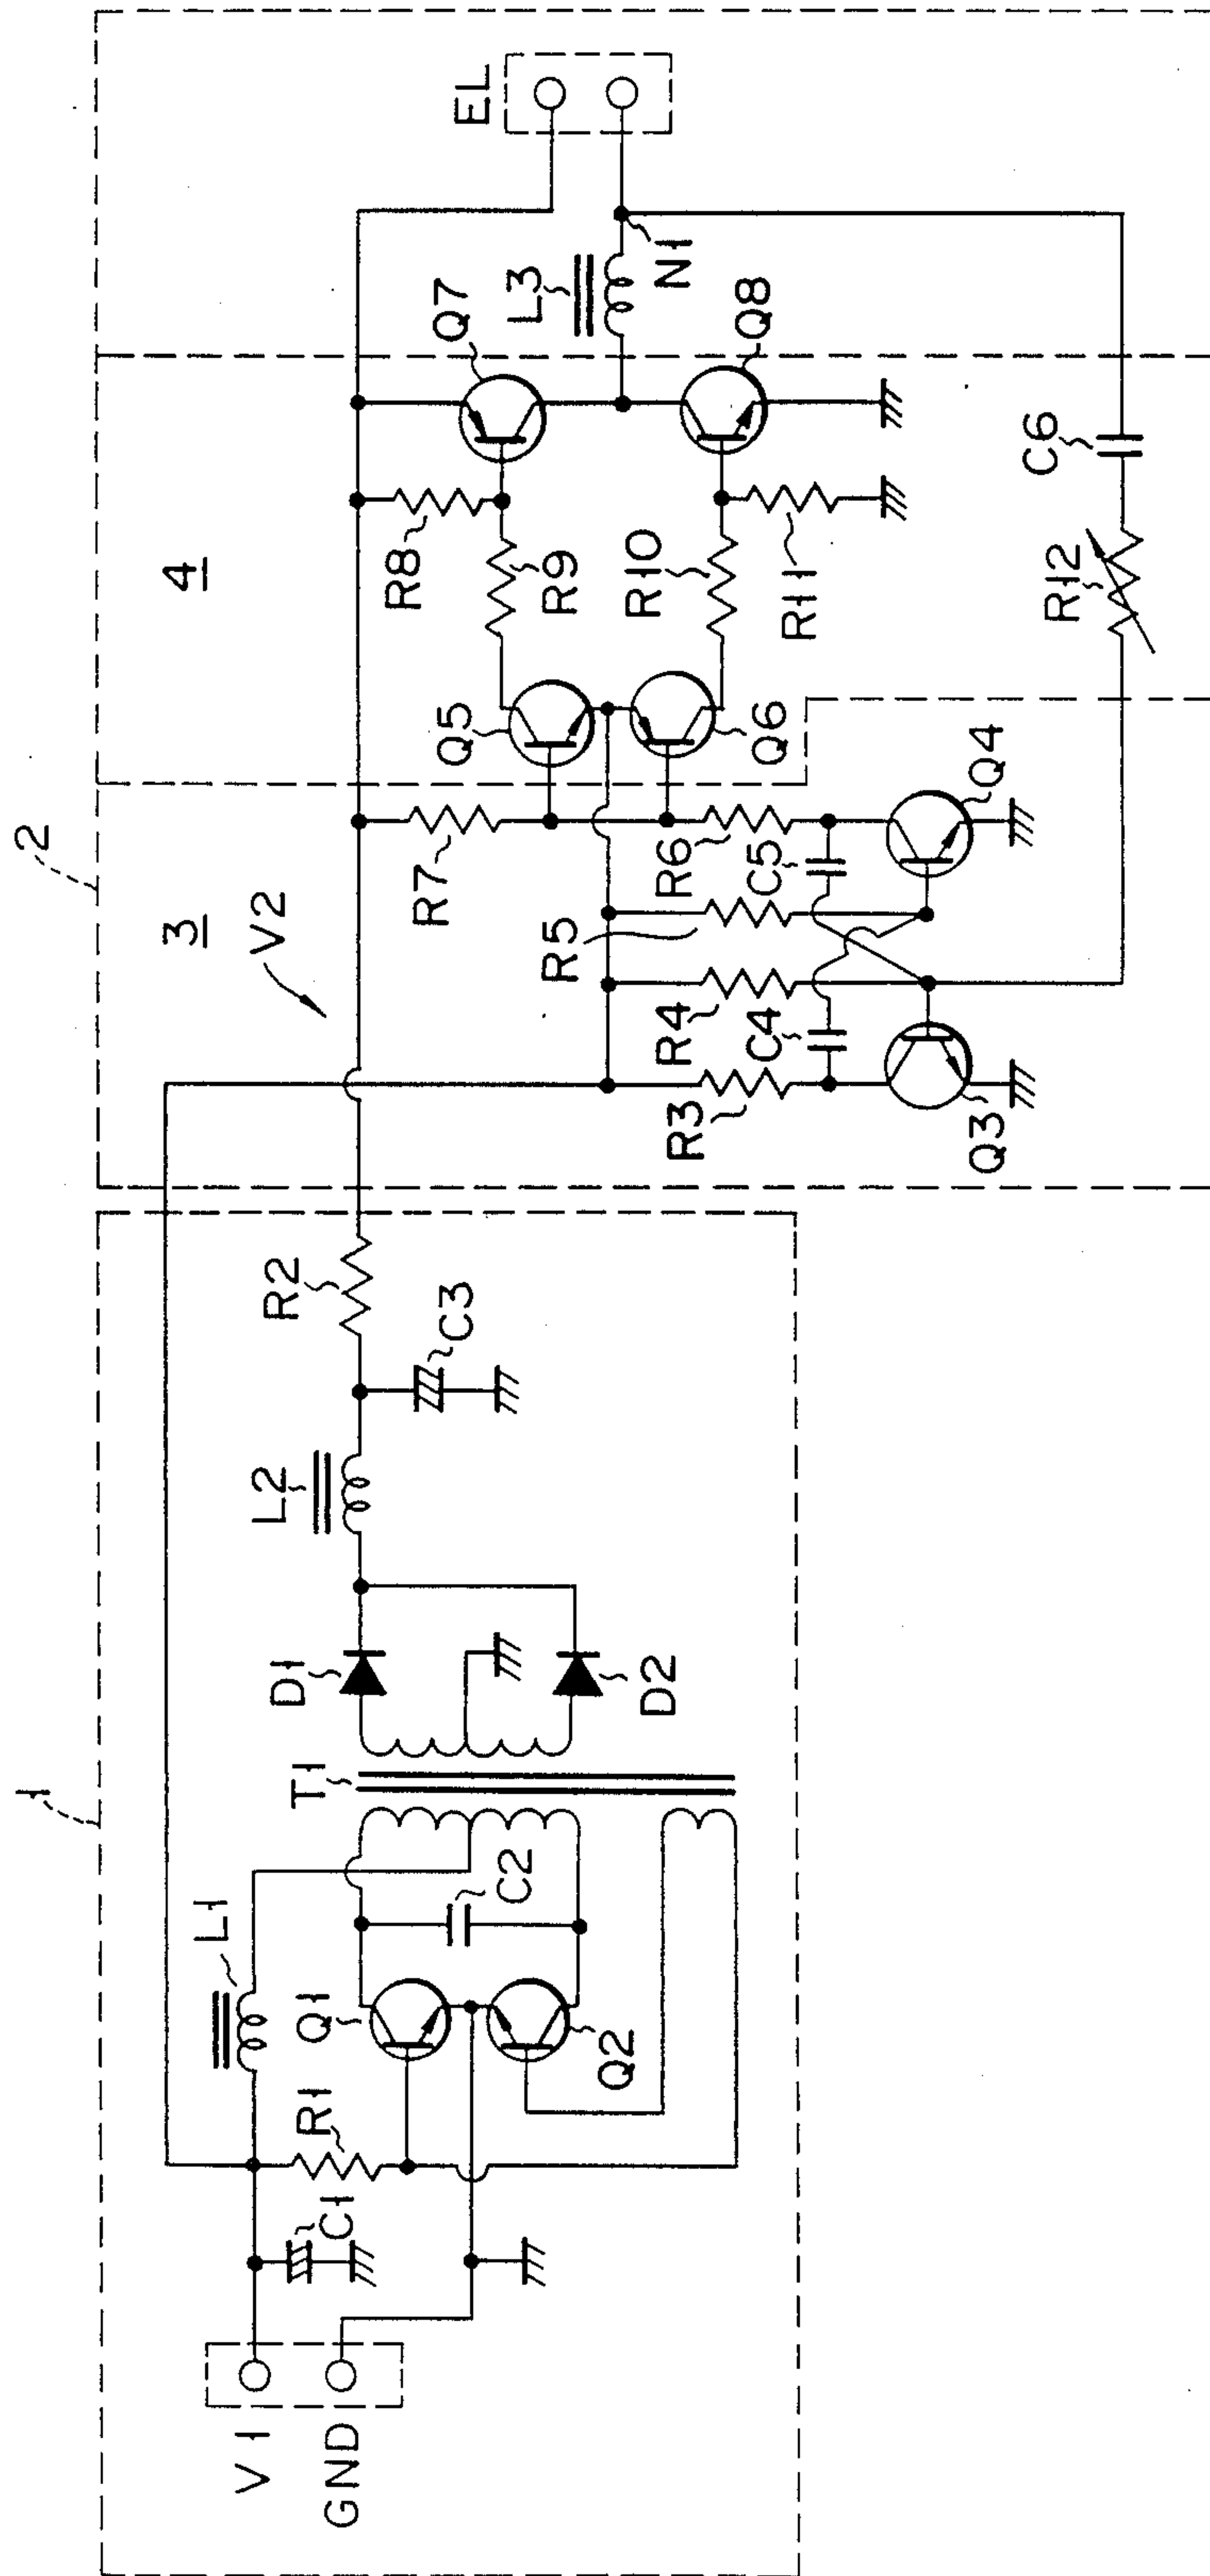 1
2
3
4
V1
GND
C1
R1
L1
Q1
Q2
C2
T1
D1
D2
L2
C3
R2
V2
R7
R3
R4
R5
R6
C4
C5
Q3
Q4
Q5
Q6
R8
R9
R10
R11
Q7
Q8
L3
N1
EL
R12
C6